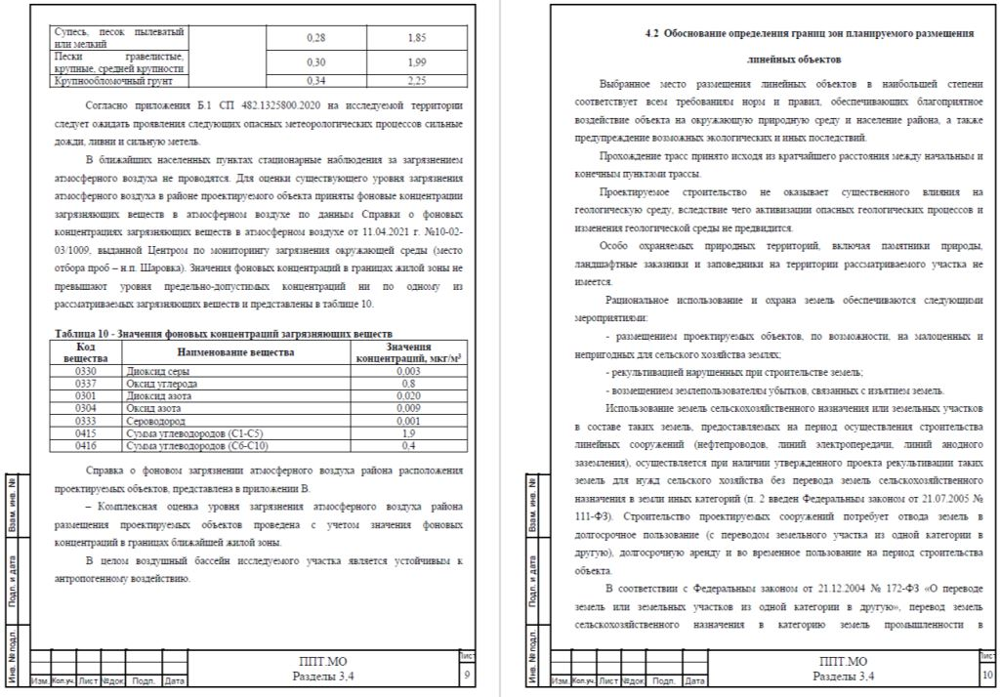 Супесь, песок пылеватый
или мелкий
0,28
1,85
Пески гравелистые,
крупные, средней крупности
0,30
1,99
Крупнообломочный грунт
0,34
2,25
Согласно приложения Б.1 СП 482.1325800.2020 на исследуемой территории
следует ожидать проявления следующих опасных метеорологических процессов сильные
дожди, ливни и сильную метель.
В ближайших населенных пунктах стационарные наблюдения за загрязнением
атмосферного воздуха не проводятся. Для оценки существующего уровня загрязнения
атмосферного воздуха в районе проектируемого объекта приняты фоновые концентрации
загрязняющих веществ в атмосферном воздухе по данным Справки о фоновых
концентрациях загрязняющих веществ в атмосферном воздухе от 11.04.2021 г. №10-02-
03/1009, выданной Центром по мониторингу загрязнения окружающей среды (место
отбора проб – н.п. Шаровка). Значения фоновых концентраций в границах жилой зоны не
превышают уровня предельно-допустимых концентраций ни по одному из
рассматриваемых загрязняющих веществ и представлены в таблице 10.
Таблица 10 - Значения фоновых концентраций загрязняющих веществ
Код
вещества
Наименование вещества
Значения
концентраций, мкг/м³
0330 Диоксид серы 0,003
0337 Оксид углерода 0,8
0301 Диоксид азота 0,020
0304 Оксид азота 0,009
0333 Сероводород 0,001
0415 Сумма углеводородов (С1-С5) 1,9
0416 Сумма углеводородов (С6-С10) 0,4
Справка о фоновом загрязнении атмосферного воздуха района расположения
проектируемых объектов, представлена в приложении В.
– Комплексная оценка уровня загрязнения атмосферного воздуха района
размещения проектируемых объектов проведена с учетом значения фоновых
концентраций в границах ближайшей жилой зоны.
В целом воздушный бассейн исследуемого участка является устойчивым к
антропогенному воздействию.
Взам. инв. №
Подп. и дата
Инв. № подл.
Изм. Кол.уч. Лист №док Подп. Дата
ППТ.МО
Разделы 3,4
Лист
9
4.2 Обоснование определения границ зон планируемого размещения
линейных объектов
Выбранное место размещения линейных объектов в наибольшей степени
соответствует всем требованиям норм и правил, обеспечивающих благоприятное
воздействие объекта на окружающую природную среду и население района, а также
предупреждение возможных экологических и иных последствий.
Прохождение трасс принято исходя из кратчайшего расстояния между начальным и
конечным пунктами трассы.
Проектируемое строительство не оказывает существенного влияния на
геологическую среду, вследствие чего активизации опасных геологических процессов и
изменения геологической среды не предвидится.
Особо охраняемых природных территорий, включая памятники природы,
ландшафтные заказники и заповедники на территории рассматриваемого участка не
имеется.
Рациональное использование и охрана земель обеспечиваются следующими
мероприятиями:
- размещением проектируемых объектов, по возможности, на малоценных и
непригодных для сельского хозяйства землях;
- рекультивацией нарушенных при строительстве земель;
- возмещением землепользователям убытков, связанных с изъятием земель.
Использование земель сельскохозяйственного назначения или земельных участков
в составе таких земель, предоставляемых на период осуществления строительства
линейных сооружений (нефтепроводов, линий электропередачи, линий анодного
заземления), осуществляется при наличии утвержденного проекта рекультивации таких
земель для нужд сельского хозяйства без перевода земель сельскохозяйственного
назначения в земли иных категорий (п. 2 введен Федеральным законом от 21.07.2005 №
111-ФЗ). Строительство проектируемых сооружений потребует отвода земель в
долгосрочное пользование (с переводом земельного участка из одной категории в
другую), долгосрочную аренду и во временное пользование на период строительства
объекта.
В соответствии с Федеральным законом от 21.12.2004 № 172-ФЗ «О переводе
земель или земельных участков из одной категории в другую», перевод земель
сельскохозяйственного назначения в категорию земель промышленности в
Взам. инв. №
Подп. и дата
Инв. № подл.
Изм. Кол.уч. Лист №док Подп. Дата
ППТ.МО
Разделы 3,4
Лист
10